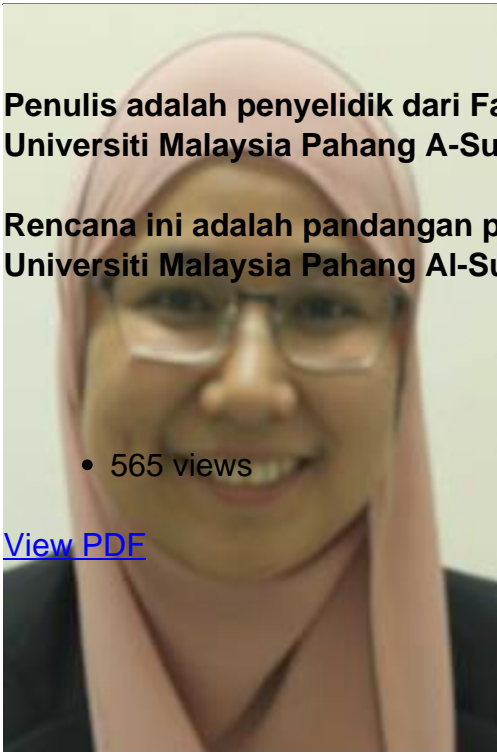 Penulis adalah penyelidik dari Fa
Universiti Malaysia Pahang A-Su
Rencana ini adalah pandangan p
Universiti Malaysia Pahang Al-Su
• 565 views
View PDF